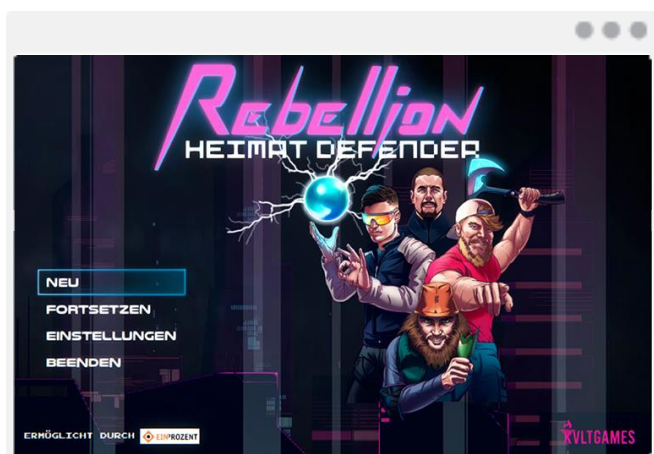 Rebellion
HEIMAT DEFENDER
NEU
FORTSETZEN
EINSTELLUNGEN
BEENDEN
ERMÖGLICHT DURCH EINPROZENT
KVLTGAMES